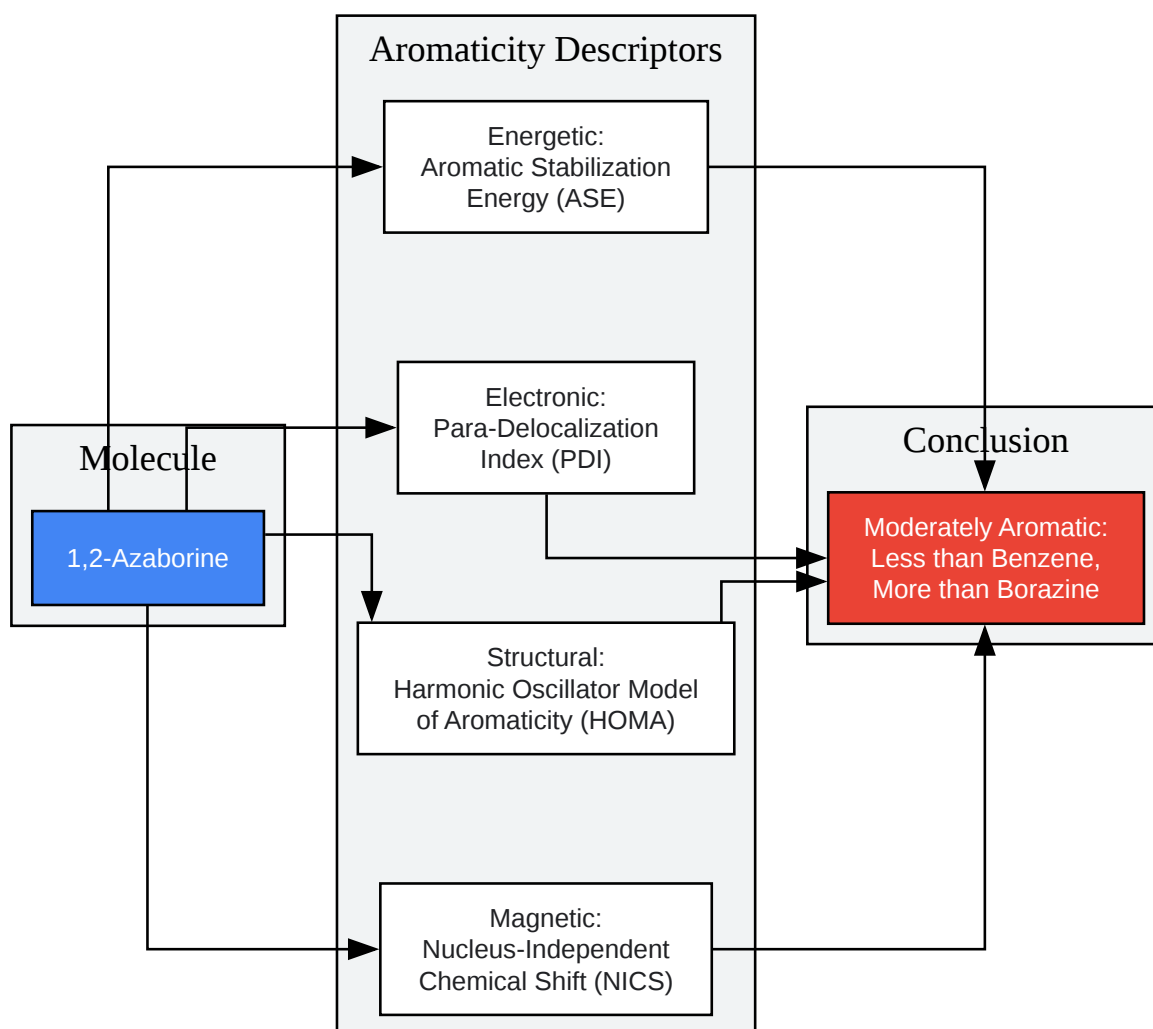 Aromaticity Descriptors
Energetic:
Aromatic Stabilization
Energy (ASE)
Electronic:
Para-Delocalization
Index (PDI)
Molecule
1,2-Azaborine
Conclusion
Moderately Aromatic:
Less than Benzene,
More than Borazine
Structural:
Harmonic Oscillator Model
of Aromaticity (HOMA)
Magnetic:
Nucleus-Independent
Chemical Shift (NICS)